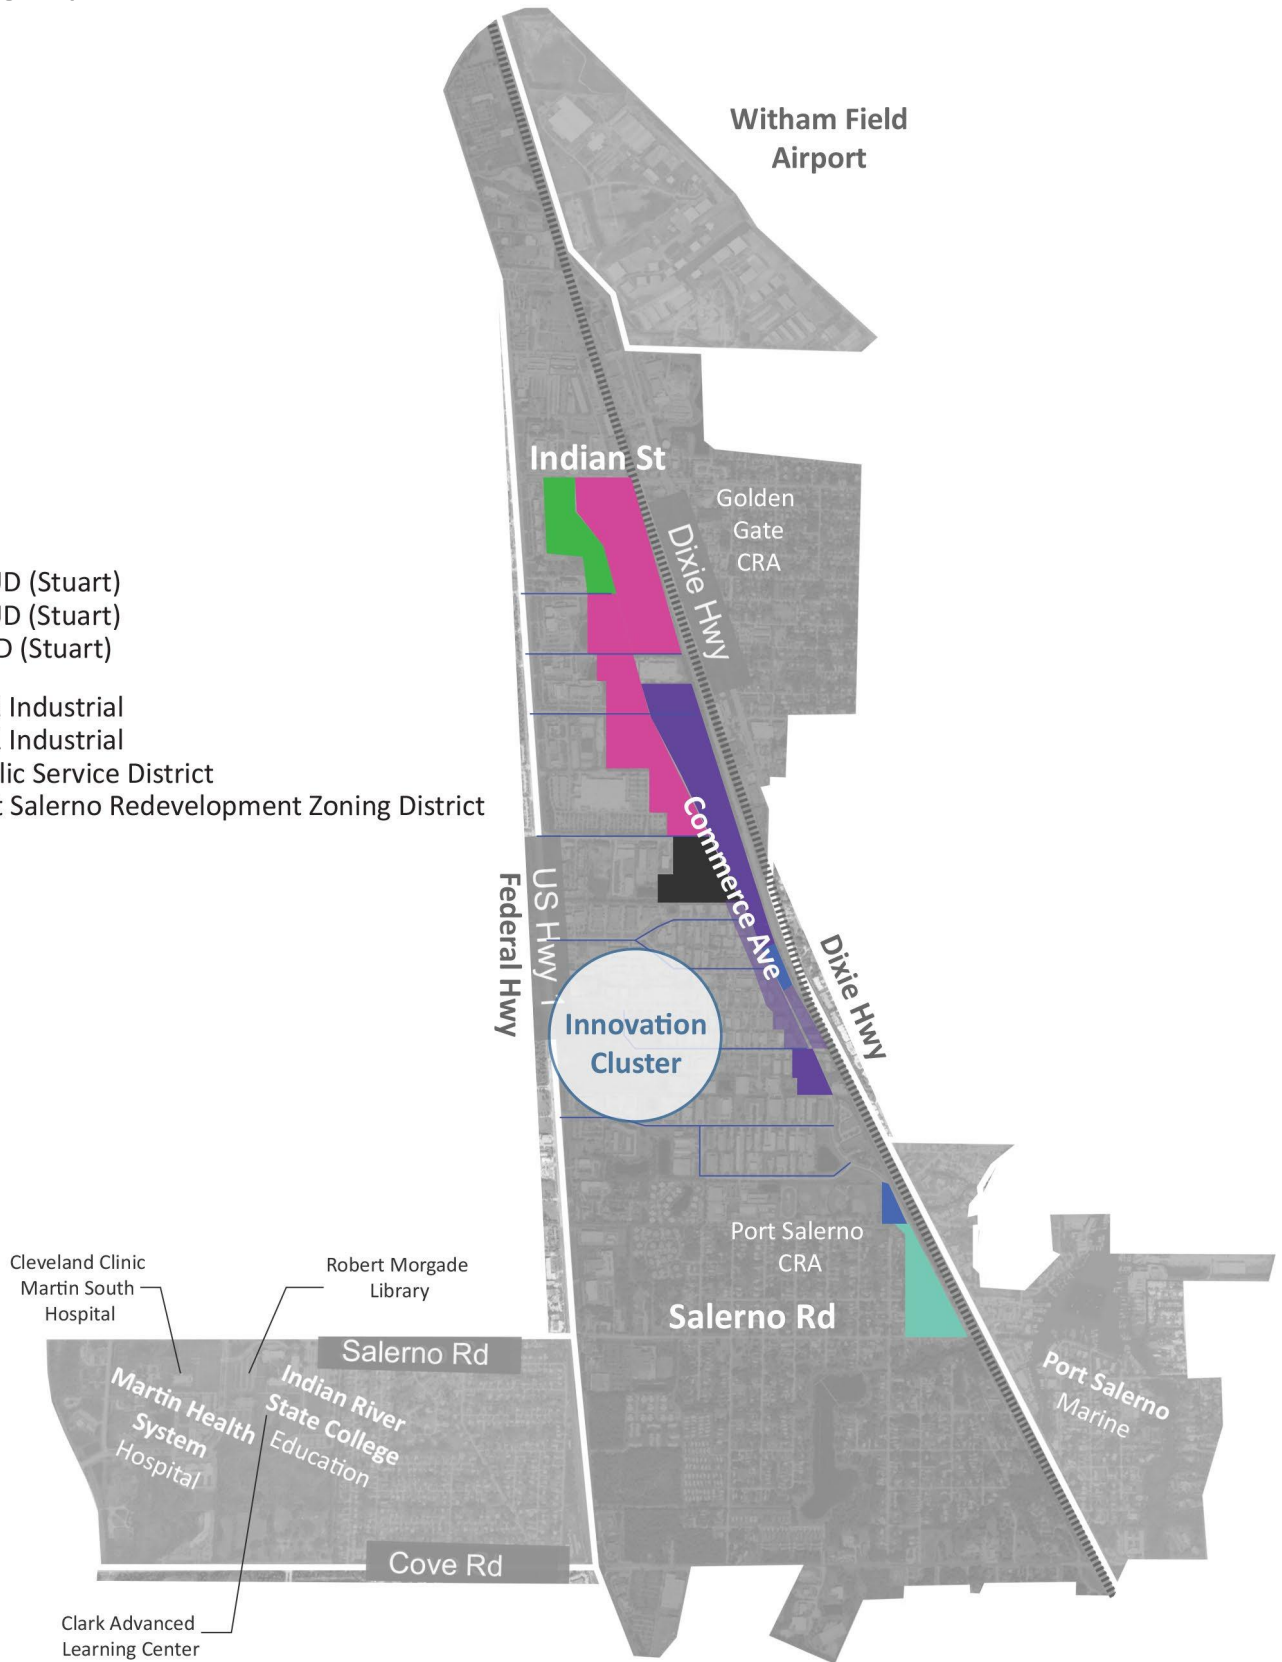 Witham Field
Airport
Indian St
Golden
Gate
CRA
Dixie Hwy
(Stuart)
(Stuart)
(Stuart)
Industrial
Industrial
Service District
Salerno Redevelopment Zoning District
Commerce Ave
US Hwy 1
Federal Hwy
Dixie Hwy
Innovation
Cluster
Port Salerno
CRA
Salerno Rd
Cleveland Clinic
Martin South
Hospital
Robert Morgade
Library
Salerno Rd
Martin Health
System
Hospital
Indian River
State College
Education
Port Salerno
Marine
Cove Rd
Clark Advanced
Learning Center